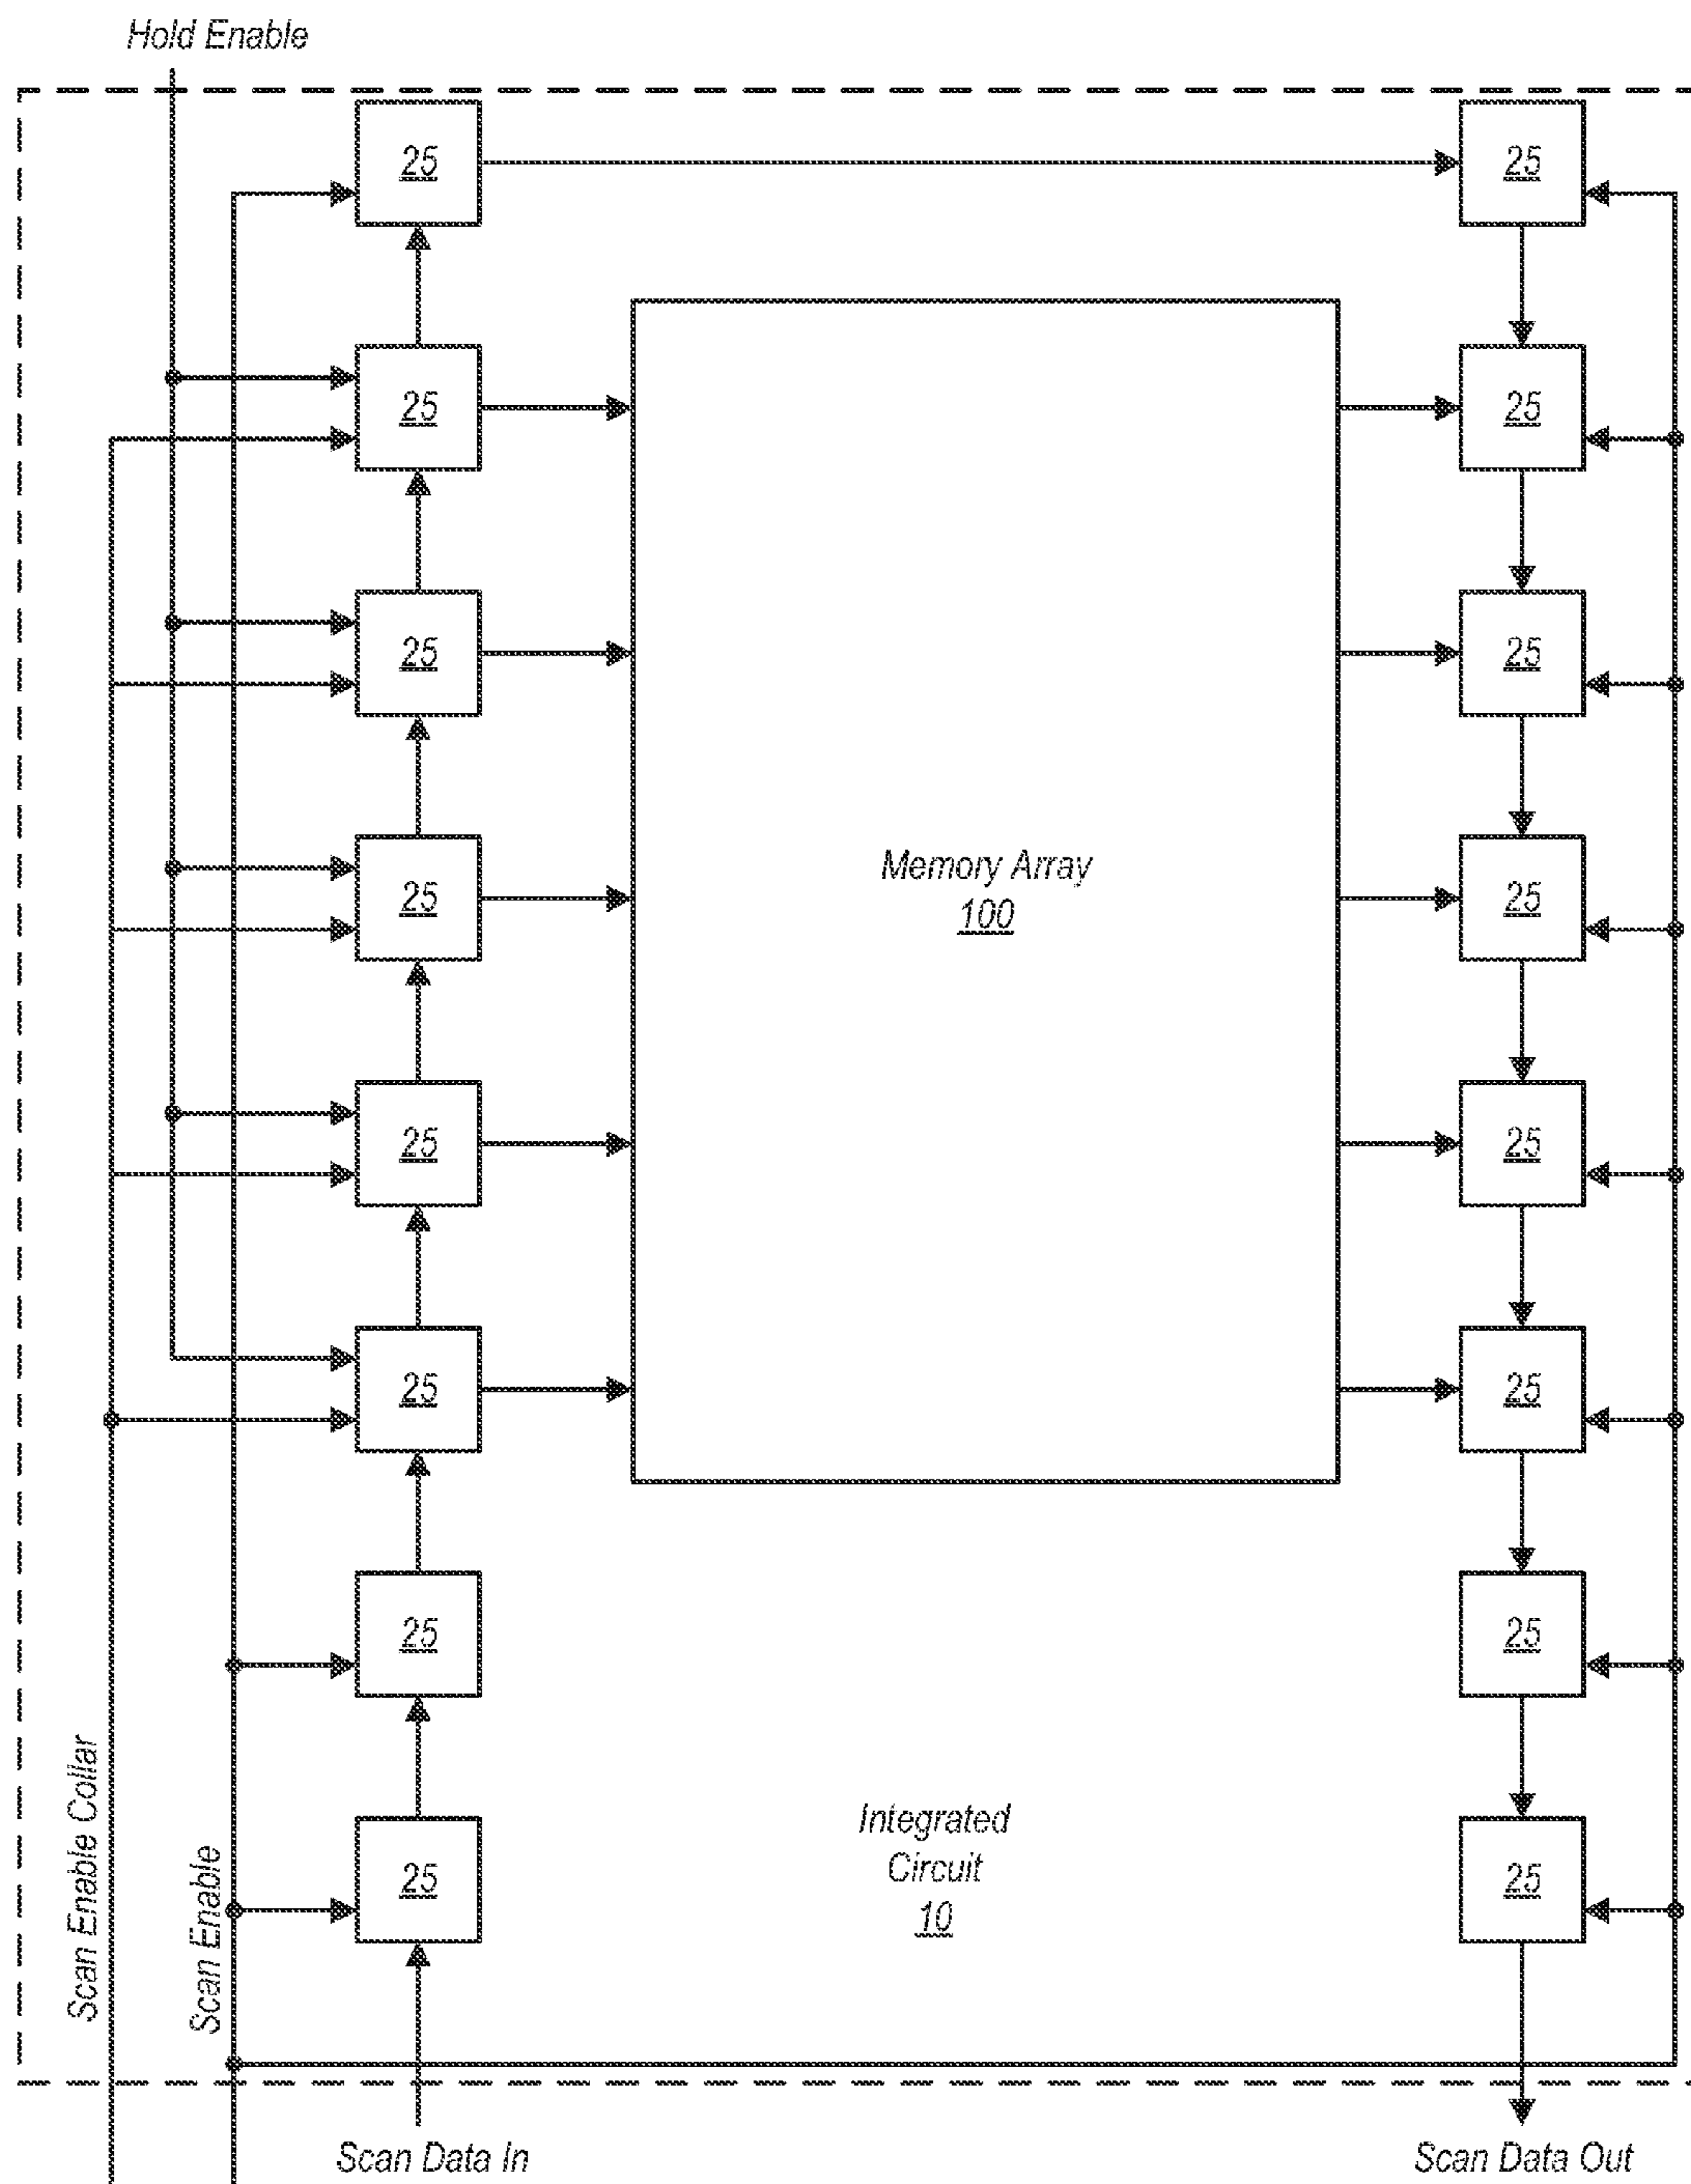 Hold Enable
25
25
25
25
25
25
Memory Array
100
25
25
25
25
25
25
25
25
Integrated
Circuit
10
25
25
Scan Enable Collar
Scan Enable
Scan Data In
Scan Data Out